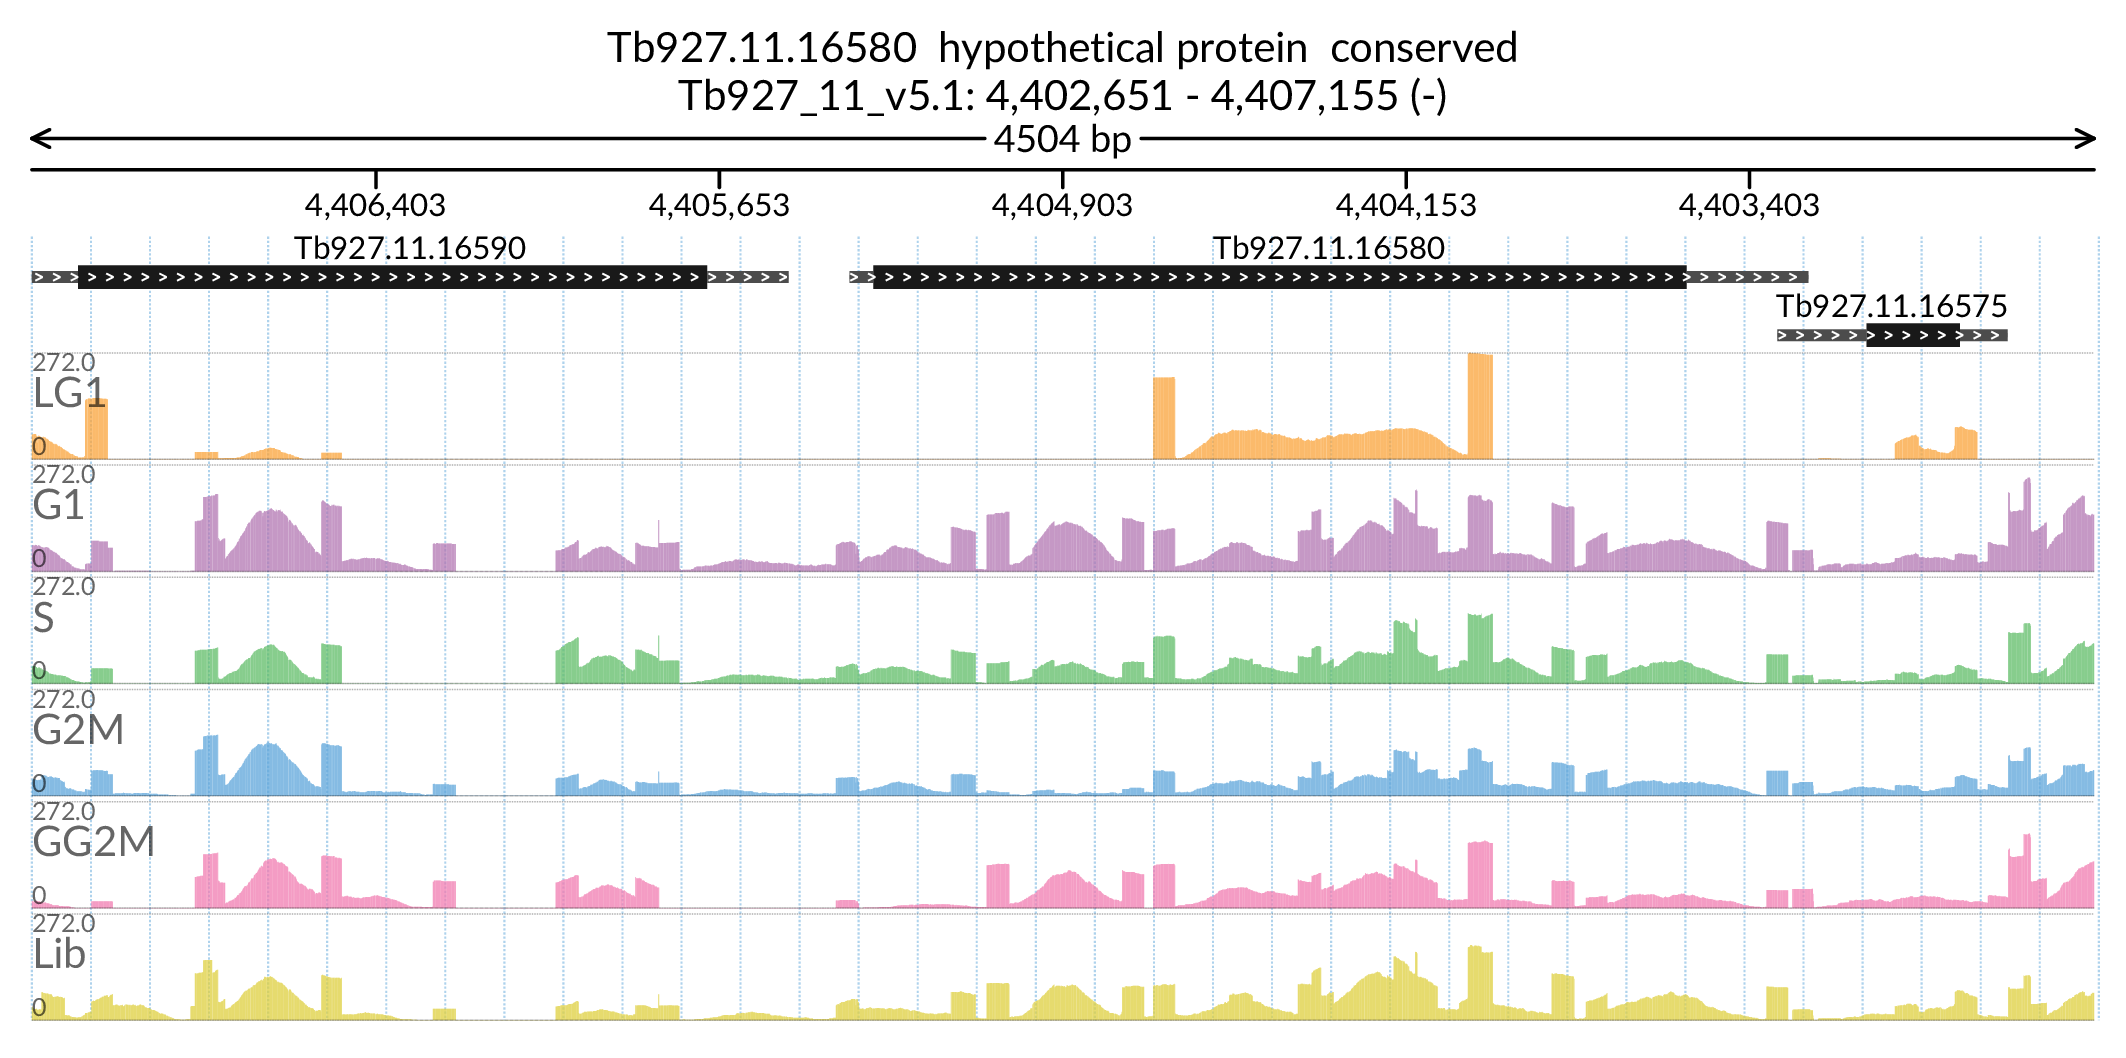 Tb927.11.16580 hypothetical protein conserved
Tb927_11_v5.1: 4,402,651 - 4,407,155 (-)
4504 bp
4,406,403 4,405,653 4,404,903 4,404,153 4,403,403
Tb927.11.16590 Tb927.11.16580
Tb927.11.16575
272.0
LG1
0
272.0
G1
0
272.0
S
0
272.0
G2M
0
272.0
GG2M
0
272.0
Lib
0